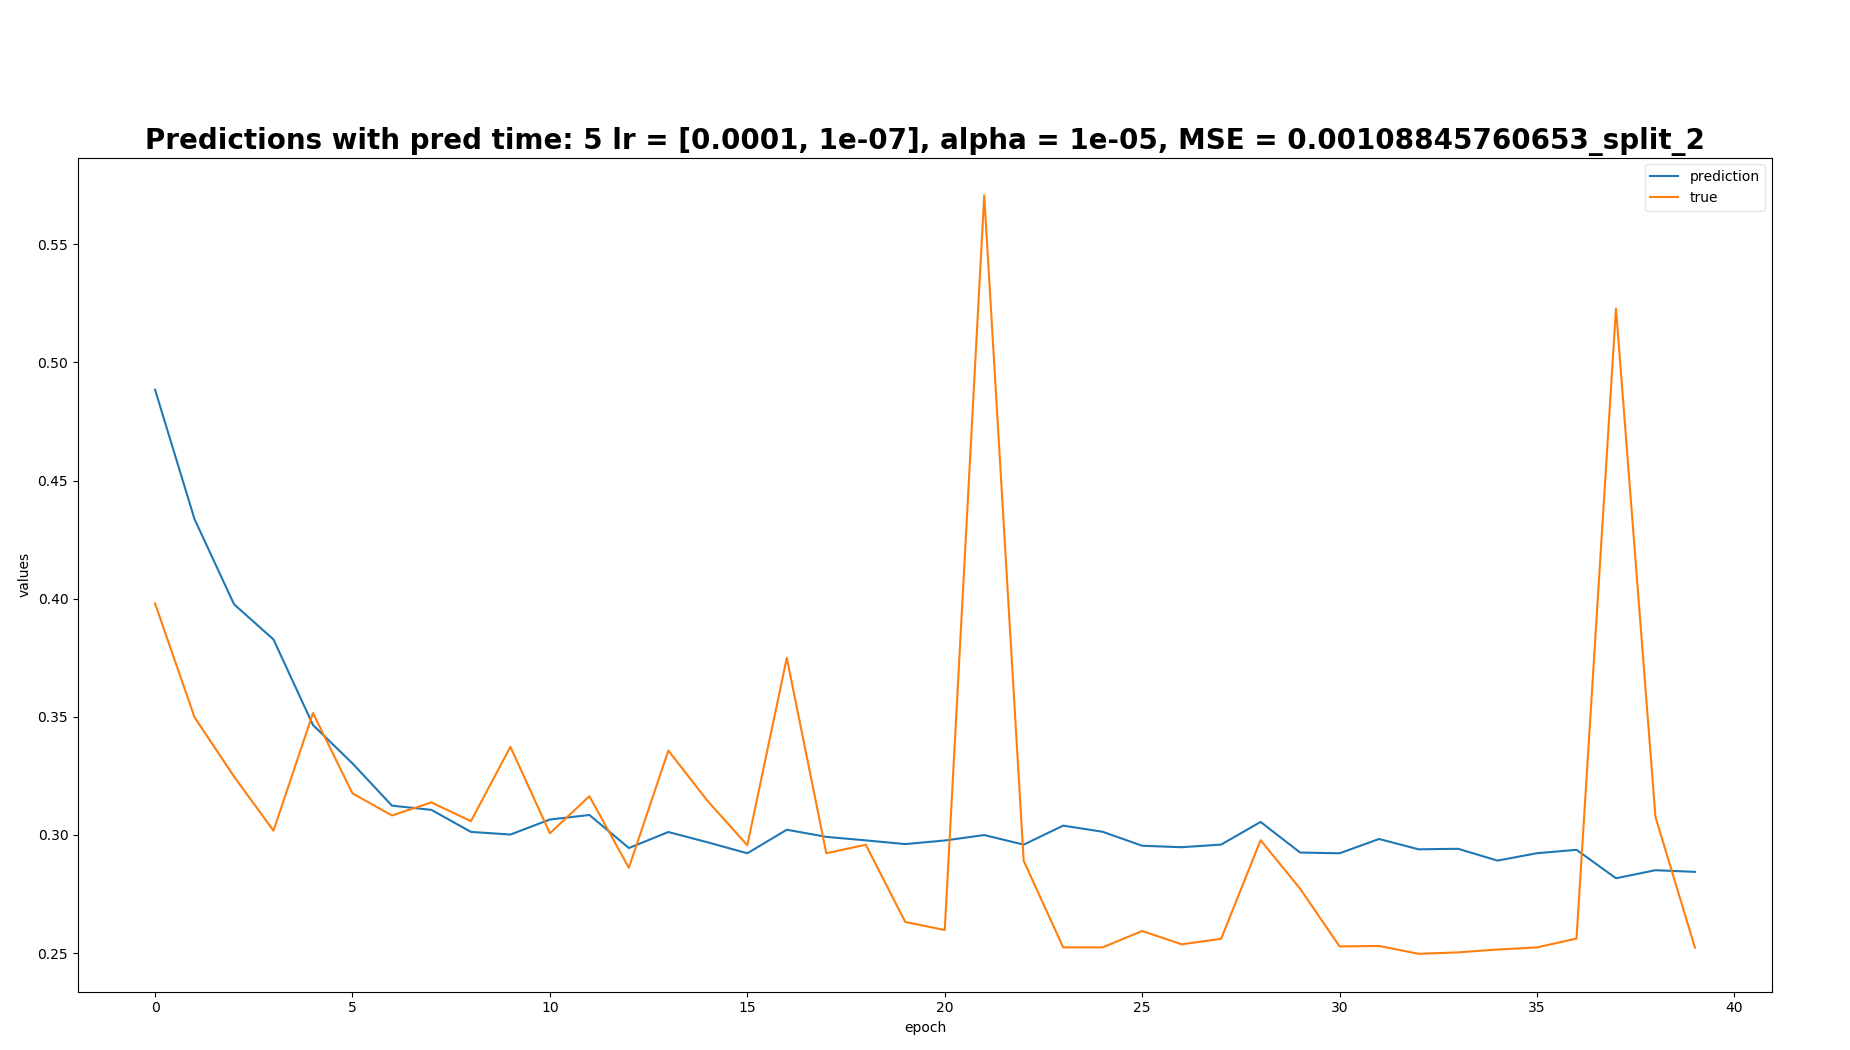 Predictions with pred time: 5 lr = [0.0001, 1e-07], alpha = 1e-05, MSE = 0.00108845760653_split_2
prediction
true
0.55
0.50
0.45
0.40
0.35
0.30
0.25
values
0 5 10 15 20 25 30 35 40
epoch